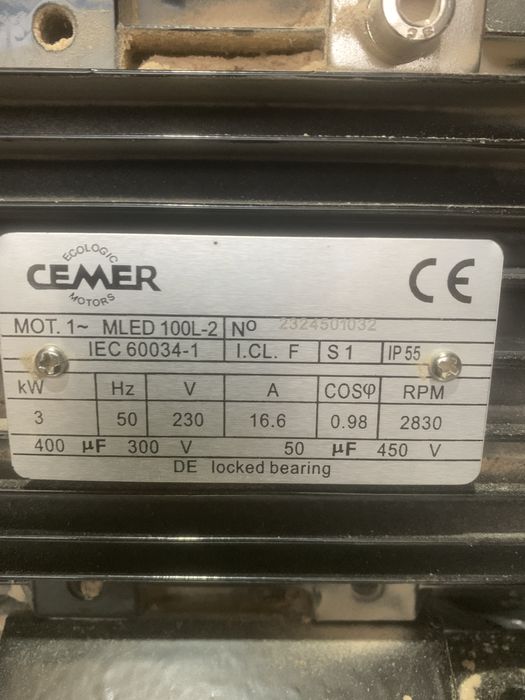 ECOLOGIC
CEMER
MOTORS
CE
MOT. 1~ MLED 100L-2 Nº 2324501032
IEC 60034-1 I.CL. F S 1 IP 55
kW Hz V A COSφ RPM
3 50 230 16.6 0.98 2830
400 µF 300 V 50 µF 450 V
DE locked bearing